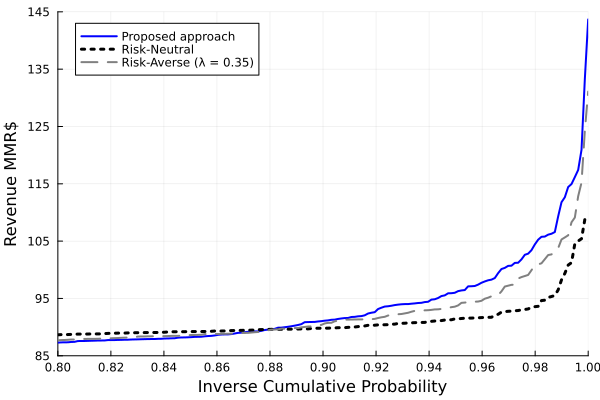 145
135
125
115
105
95
85
Revenue MMR$
Proposed approach
Risk-Neutral
Risk-Averse (λ = 0.35)
0.80 0.82 0.84 0.86 0.88 0.90 0.92 0.94 0.96 0.98 1.00
Inverse Cumulative Probability